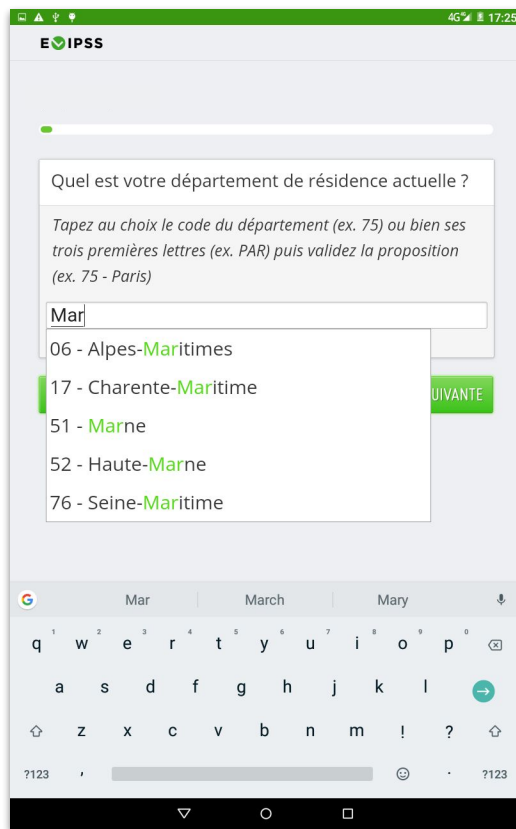 4G 17:25
EVIPSS
Quel est votre département de résidence actuelle ?
Tapez au choix le code du département (ex. 75) ou bien ses
trois premières lettres (ex. PAR) puis validez la proposition
(ex. 75 - Paris)
Mar
06 - Alpes-Maritimes
17 - Charente-Maritime
UIVANTE
51 - Marne
52 - Haute-Marne
76 - Seine-Maritime
G Mar March Mary
q 1 w 2 e 3 r 4 t 5 y 6 u 7 i 8 o 9 p 0
a s d f g h j k l
z x c v b n m ! ?
?123 , . ?123